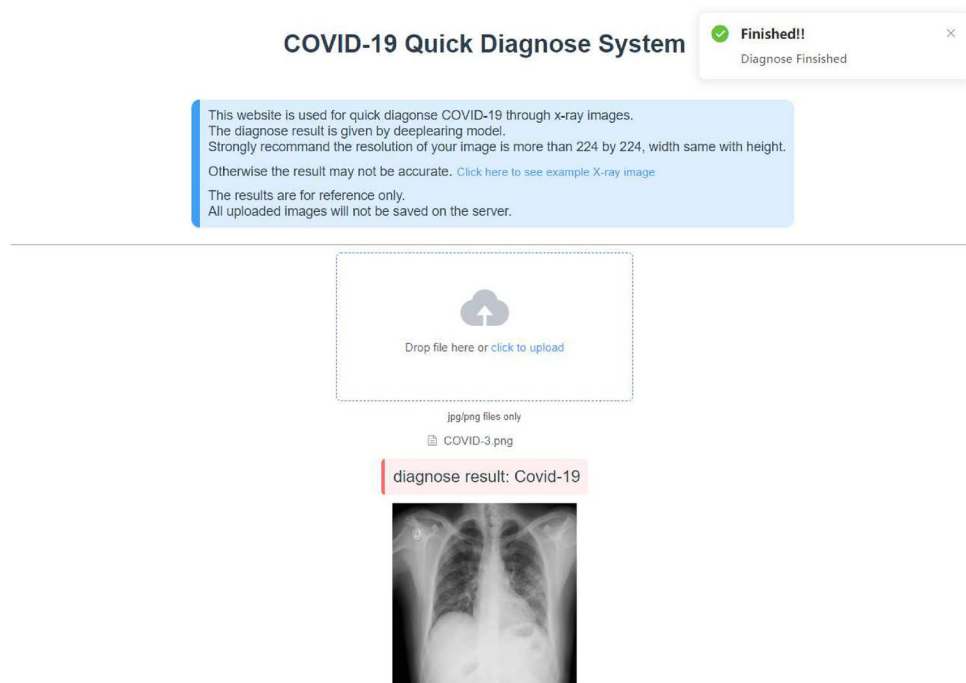 COVID-19 Quick Diagnose System
Finished!!
Diagnose Finsished
This website is used for quick diagonse COVID-19 through x-ray images.
The diagnose result is given by deeplearing model.
Strongly recommand the resolution of your image is more than 224 by 224, width same with height.
Otherwise the result may not be accurate. Click here to see example X-ray image
The results are for reference only.
All uploaded images will not be saved on the server.
Drop file here or click to upload
jpg/png files only
COVID-3.png
diagnose result: Covid-19